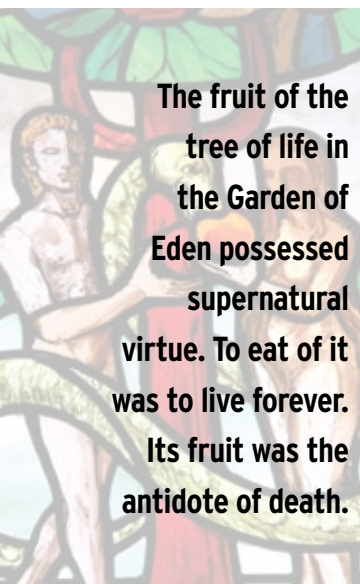 The fruit of the
tree of life in
the Garden of
Eden possessed
supernatural
virtue. To eat of it
was to live forever.
Its fruit was the
antidote of death.